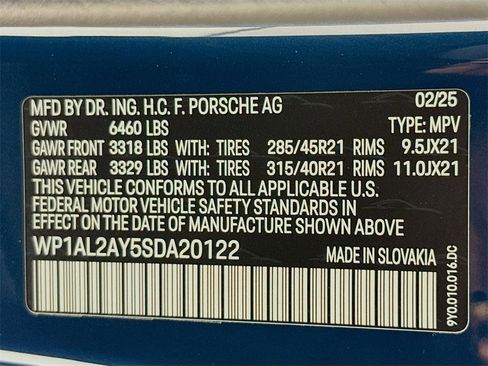 MFD BY DR. ING. H.C. F. PORSCHE AG 02/25
GVWR 6460 LBS TYPE: MPV
GAWR FRONT 3318 LBS WITH: TIRES 285/45R21 RIMS 9.5JX21
GAWR REAR 3329 LBS WITH: TIRES 315/40R21 RIMS 11.0JX21
THIS VEHICLE CONFORMS TO ALL APPLICABLE
FEDERAL MOTOR VEHICLE SAFETY STANDARDS IN
EFFECT ON THE DATE OF MANUFACTURE SHOWN ABOVE
WP1AL2AY5SDA20122 MADE IN SLOVAKIA
9Y0.010.016.DC